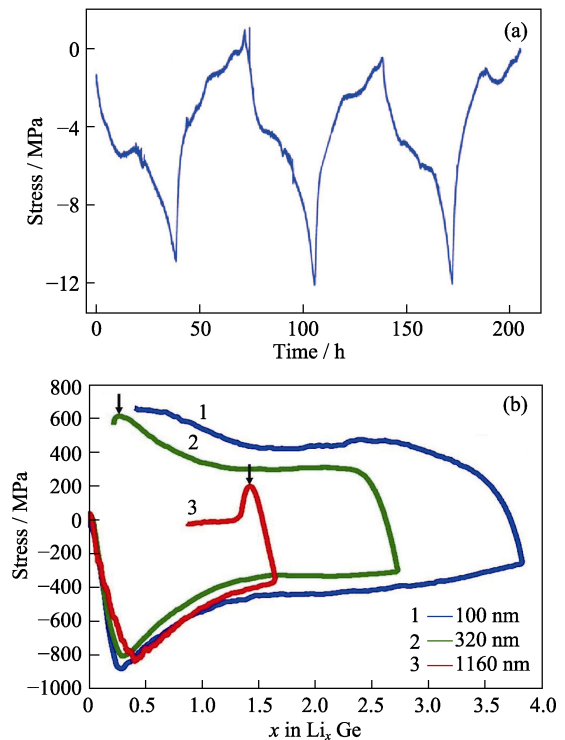 (a)
0
−4
−8
−12
Stress / MPa
0 50 100 150 200
Time / h
(b)
800
600
400
200
0
−200
−400
−600
−800
−1000
Stress / MPa
1
2
3
1 100 nm
2 320 nm
3 1160 nm
0 0.5 1.0 1.5 2.0 2.5 3.0 3.5 4.0
x in LiₓGe